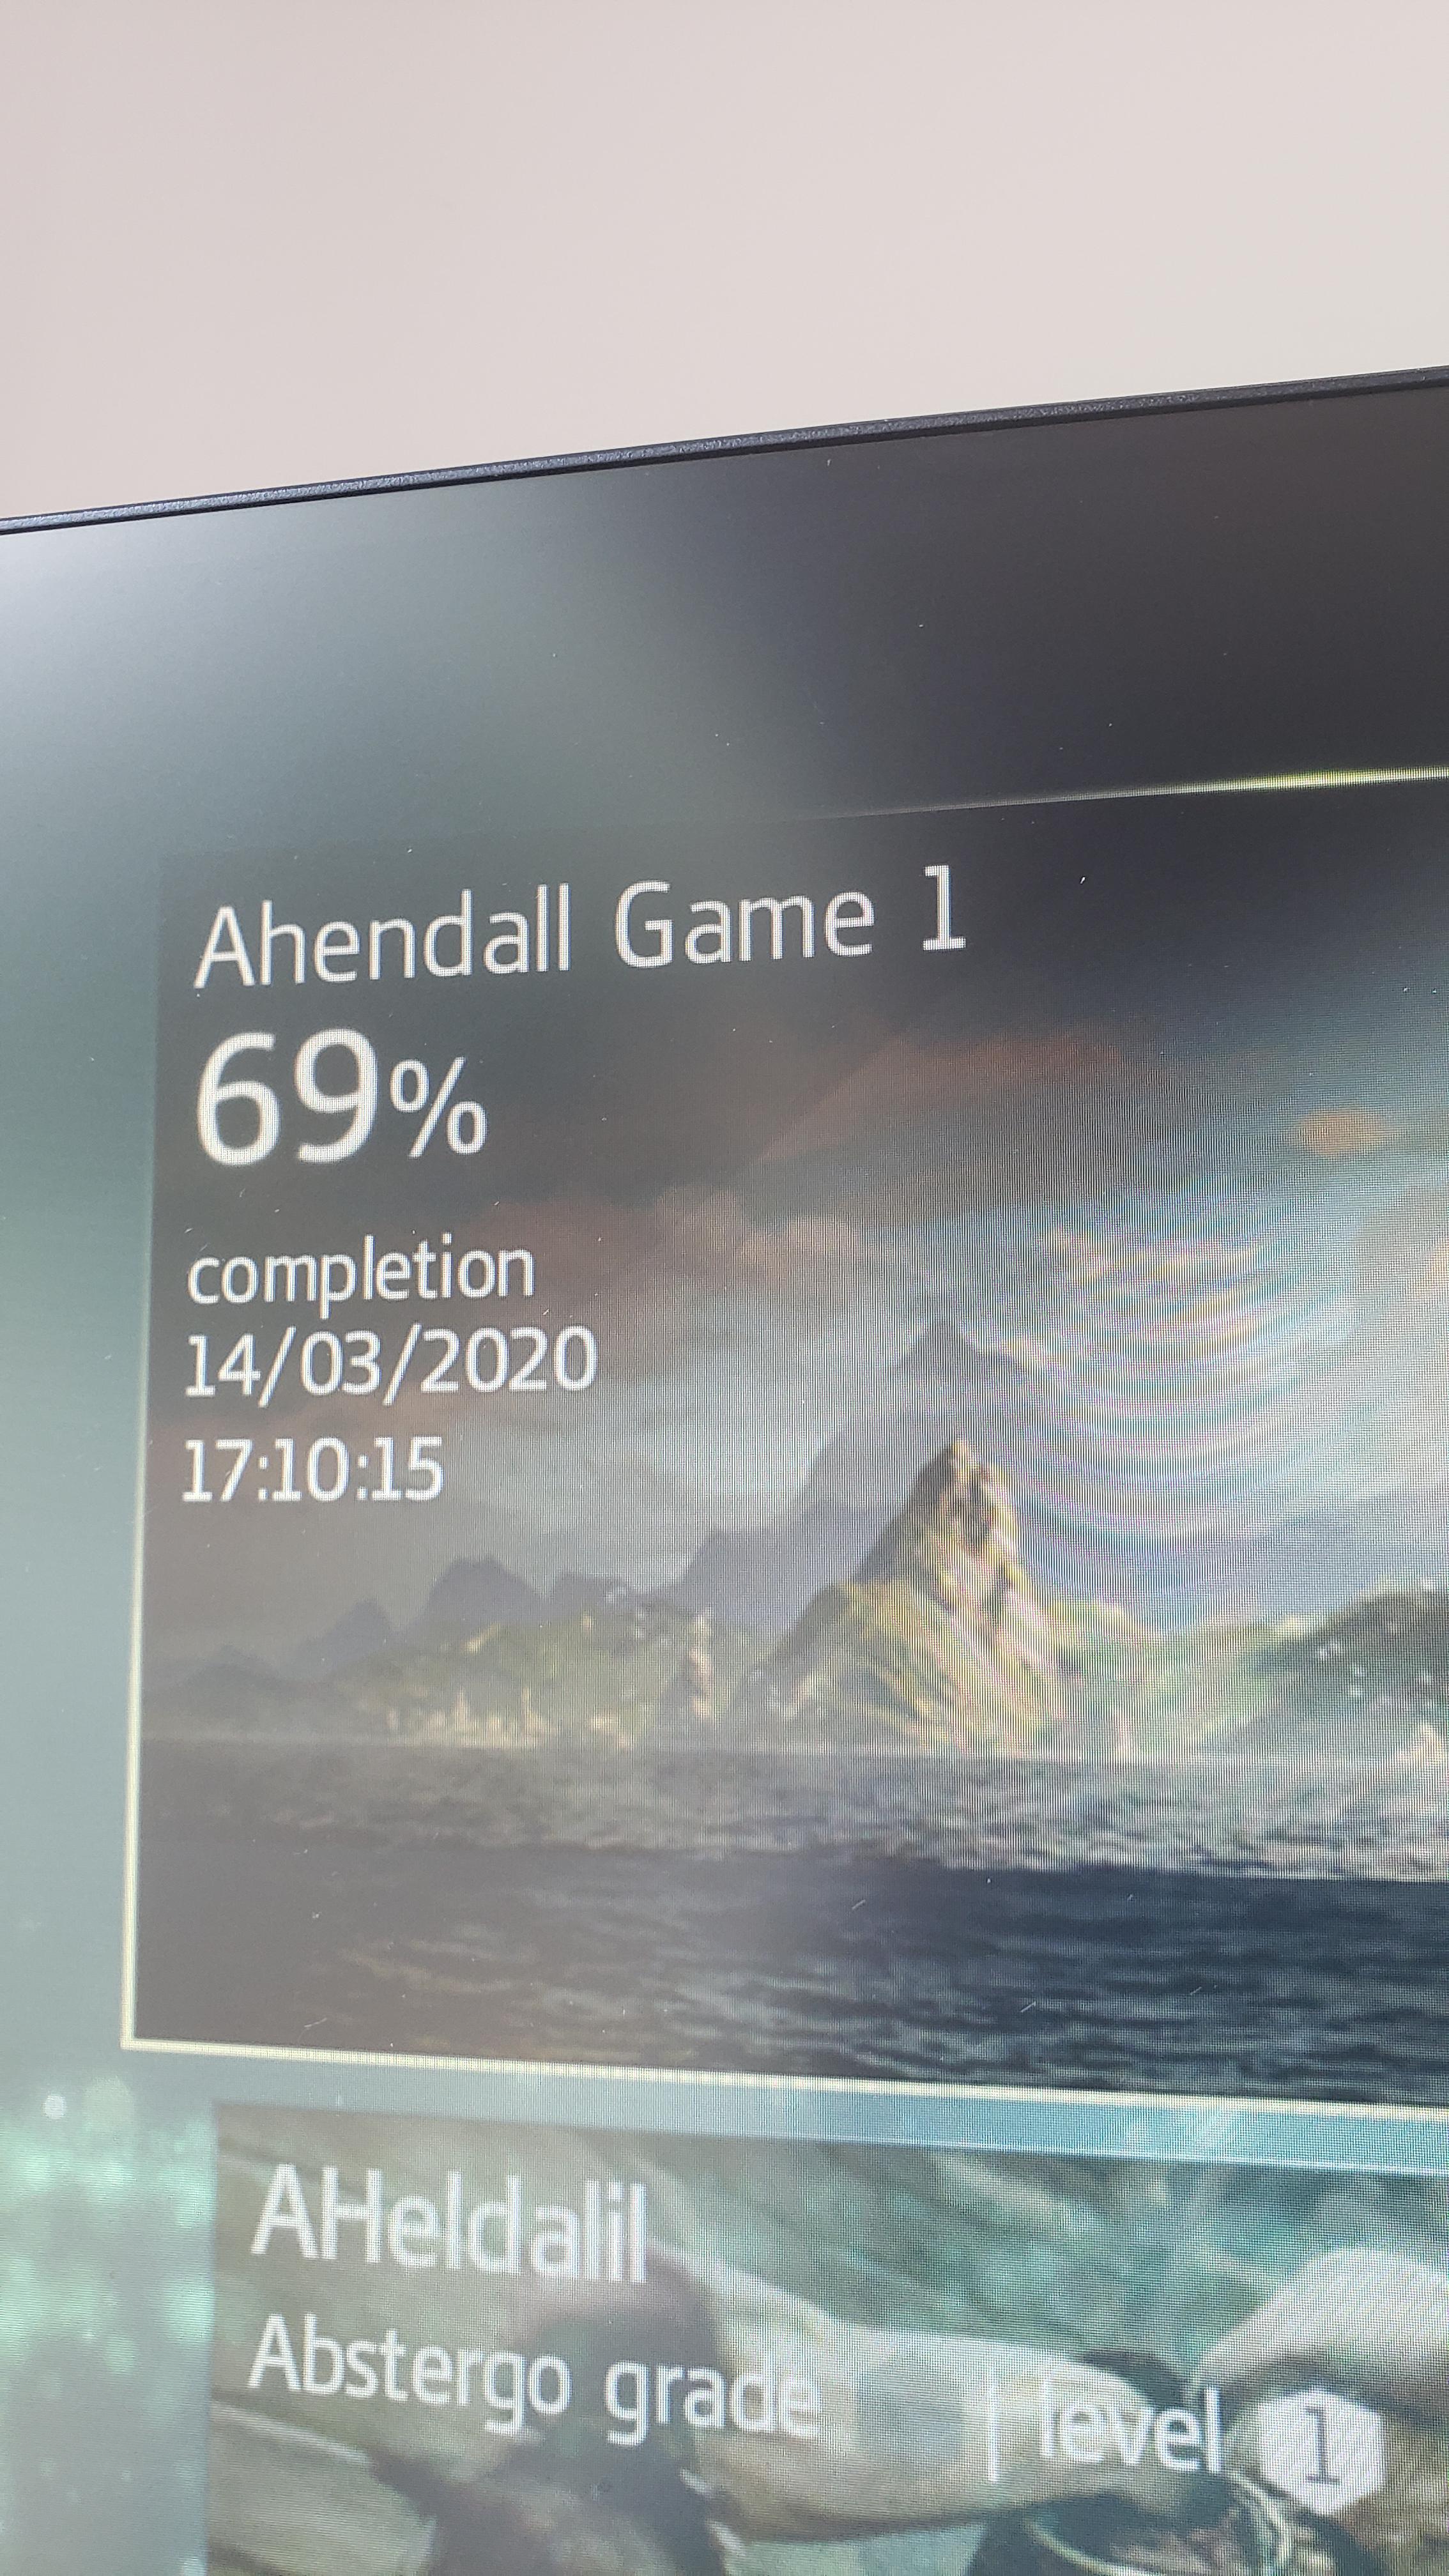 Ahendall Game 1
69%
completion
14/03/2020
17:10:15
AHeldalil
Abstergo grade | level 1